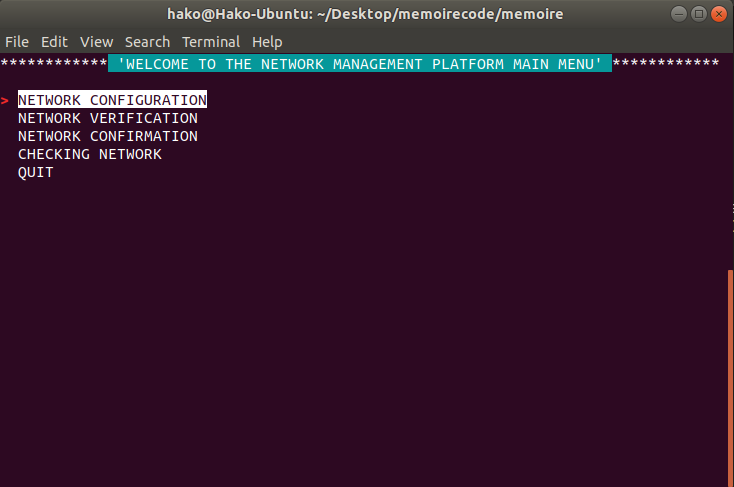 hako@Hako-Ubuntu: ~/Desktop/memoirecode/memoire
File Edit View Search Terminal Help
************ 'WELCOME TO THE NETWORK MANAGEMENT PLATFORM MAIN MENU' ************
> NETWORK CONFIGURATION
NETWORK VERIFICATION
NETWORK CONFIRMATION
CHECKING NETWORK
QUIT